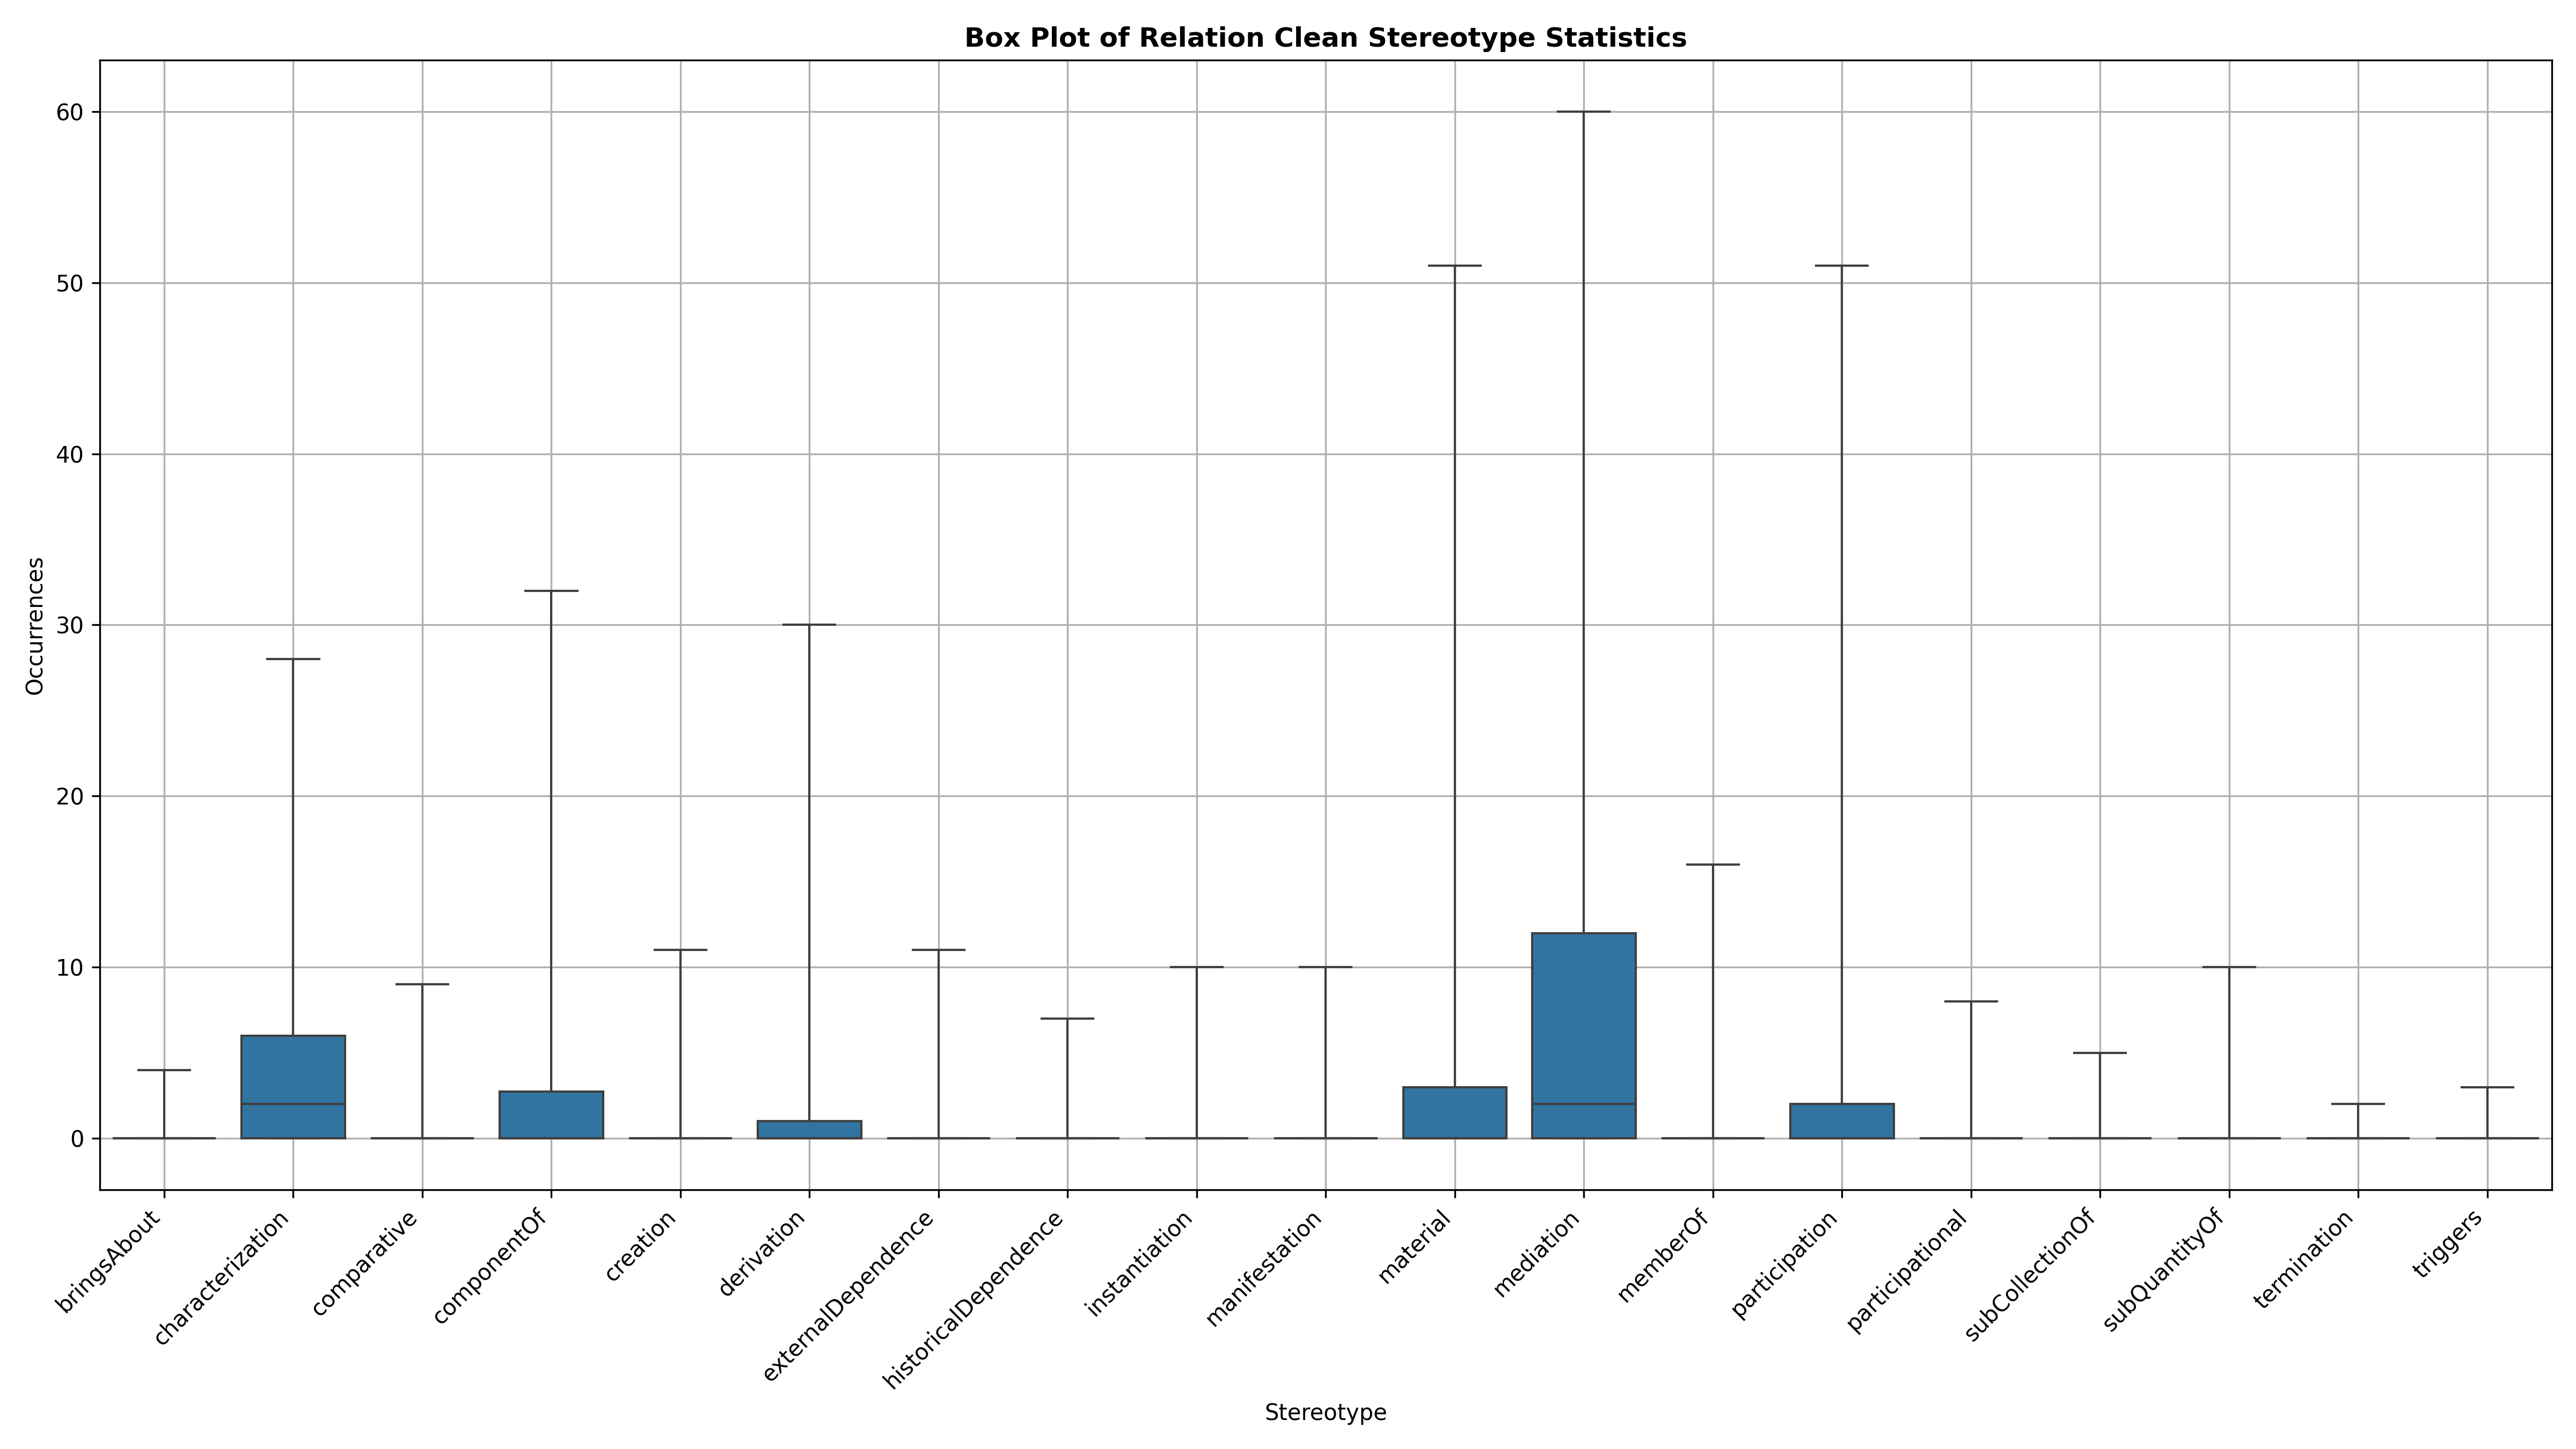 Box Plot of Relation Clean Stereotype Statistics
60
50
40
30
20
10
0
Occurrences
bringsAbout
characterization
comparative
componentOf
creation
derivation
externalDependence
historicalDependence
instantiation
manifestation
material
mediation
memberOf
participation
participational
subCollectionOf
subQuantityOf
termination
triggers
Stereotype